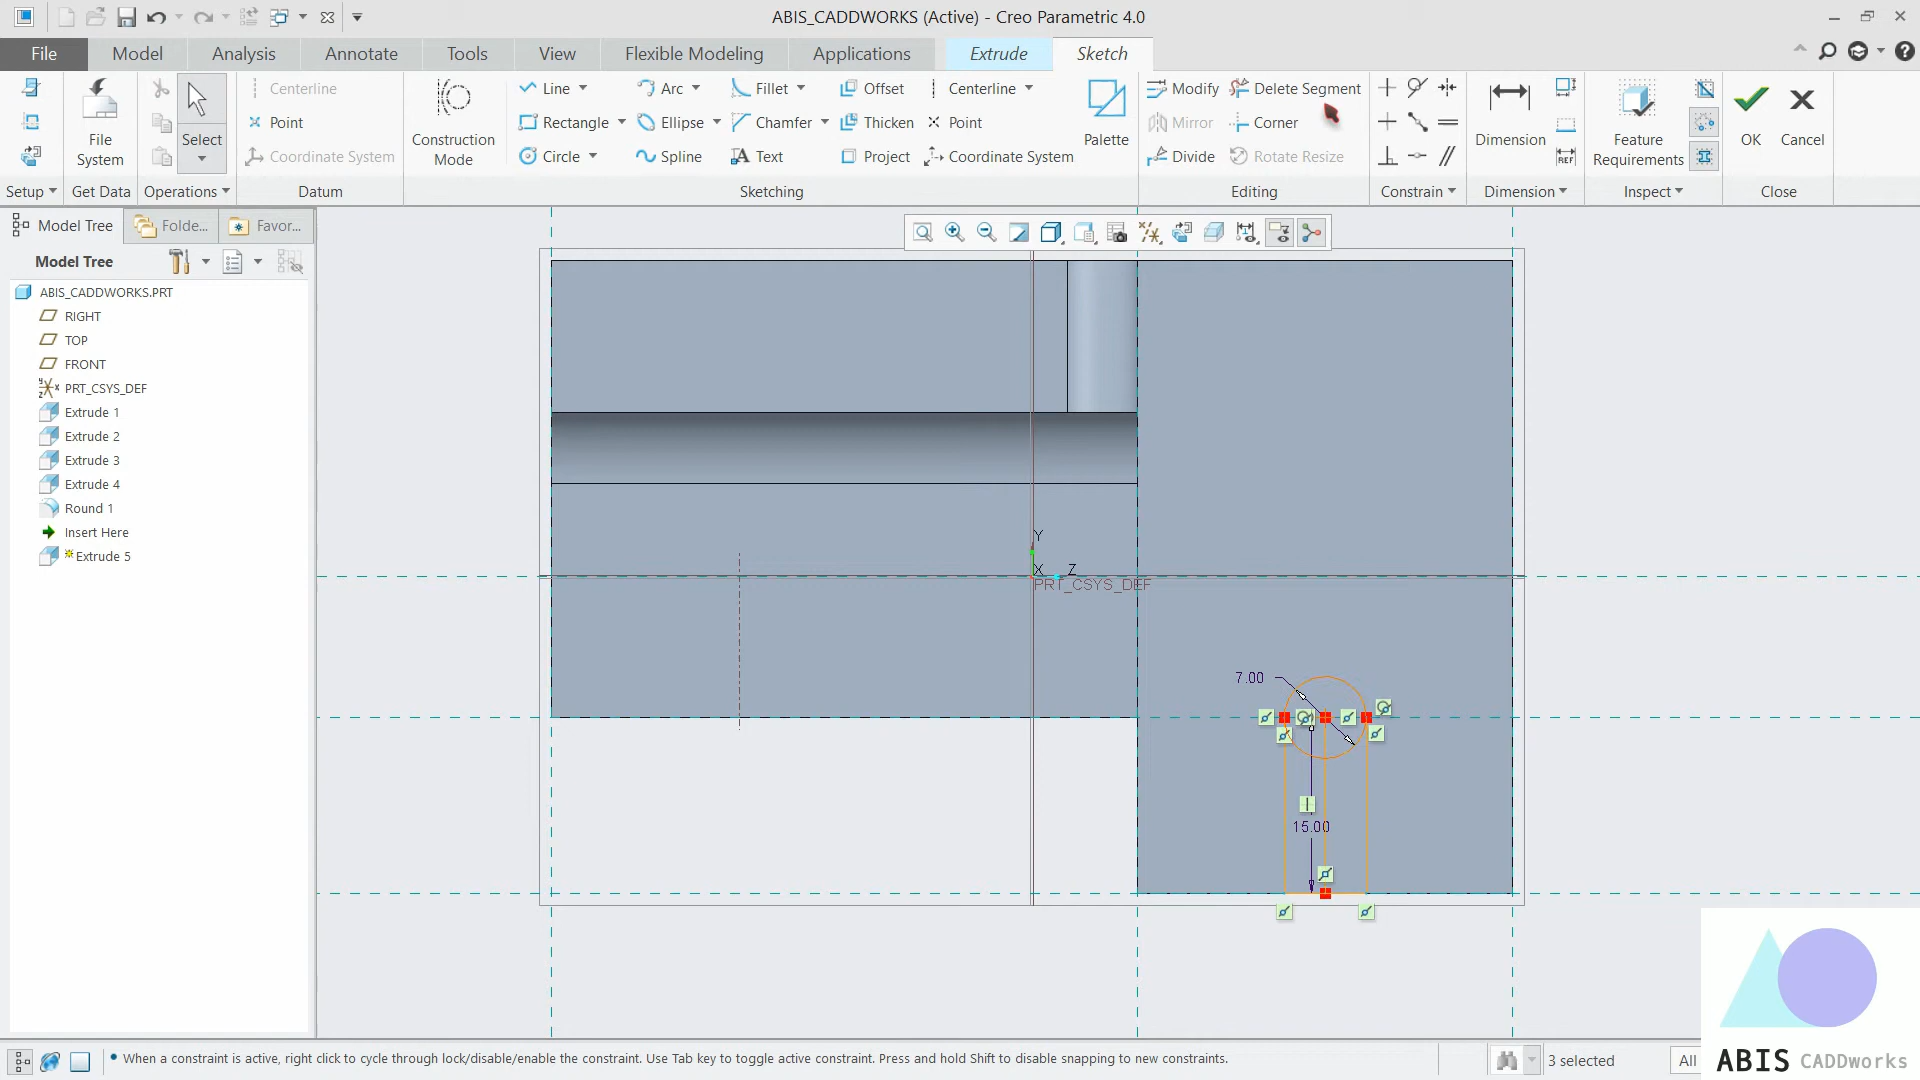 ABIS_CADDWORKS (Active) - Creo Parametric 4.0
File Model Analysis Annotate Tools View Flexible Modeling Applications Extrude Sketch
Centerline Line Arc Fillet Offset Centerline Modify Delete Segment
Point Rectangle Ellipse Chamfer Thicken Point Mirror Corner
Coordinate System Circle Spline Text Project Coordinate System Divide Rotate Resize
File System Select Construction Mode Palette Dimension Feature Requirements OK Cancel
Setup Get Data Operations Datum Sketching Editing Constrain Dimension Inspect Close
REF
Model Tree Folde... Favor...
Model Tree
ABIS_CADDWORKS.PRT
RIGHT
TOP
FRONT
PRT_CSYS_DEF
Extrude 1
Extrude 2
Extrude 3
Extrude 4
Round 1
Insert Here
Extrude 5
Y
X Z
PRT_CSYS_DEF
7.00
15.00
When a constraint is active, right click to cycle through lock/disable/enable the constraint. Use Tab key to toggle active constraint. Press and hold Shift to disable snapping to new constraints.
3 selected
All
ABIS CADDworks